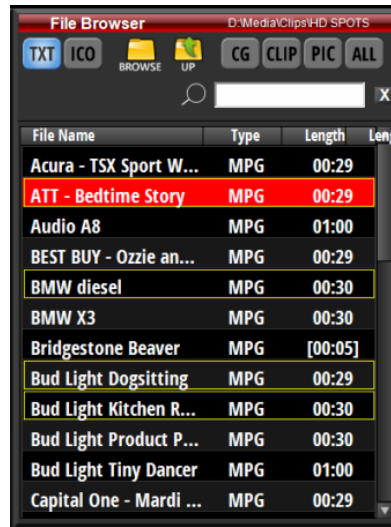 File Browser D:\Media\Clips\HD SPOTS
TXT ICO BROWSE UP CG CLIP PIC ALL
X
File Name Type Length Len
Acura - TSX Sport W... MPG 00:29
ATT - Bedtime Story MPG 00:29
Audio A8 MPG 01:00
BEST BUY - Ozzie an... MPG 00:29
BMW diesel MPG 00:30
BMW X3 MPG 00:30
Bridgestone Beaver MPG [00:05]
Bud Light Dogsitting MPG 00:29
Bud Light Kitchen R... MPG 00:30
Bud Light Product P... MPG 00:30
Bud Light Tiny Dancer MPG 01:00
Capital One - Mardi ... MPG 00:29